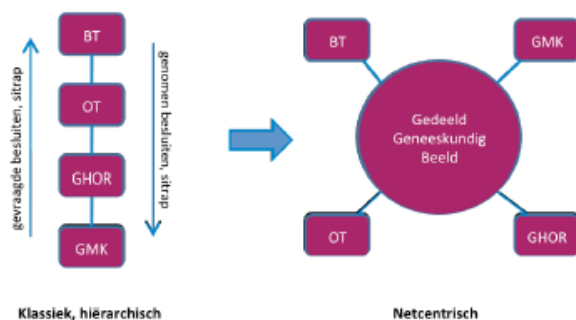 gevraagde besluiten, sitrap
BT
OT
GHOR
GMK
genomen besluiten, sitrap
Klassiek, hiërarchisch
BT
GMK
Gedeeld
Geneeskundig
Beeld
OT
GHOR
Netcentrisch